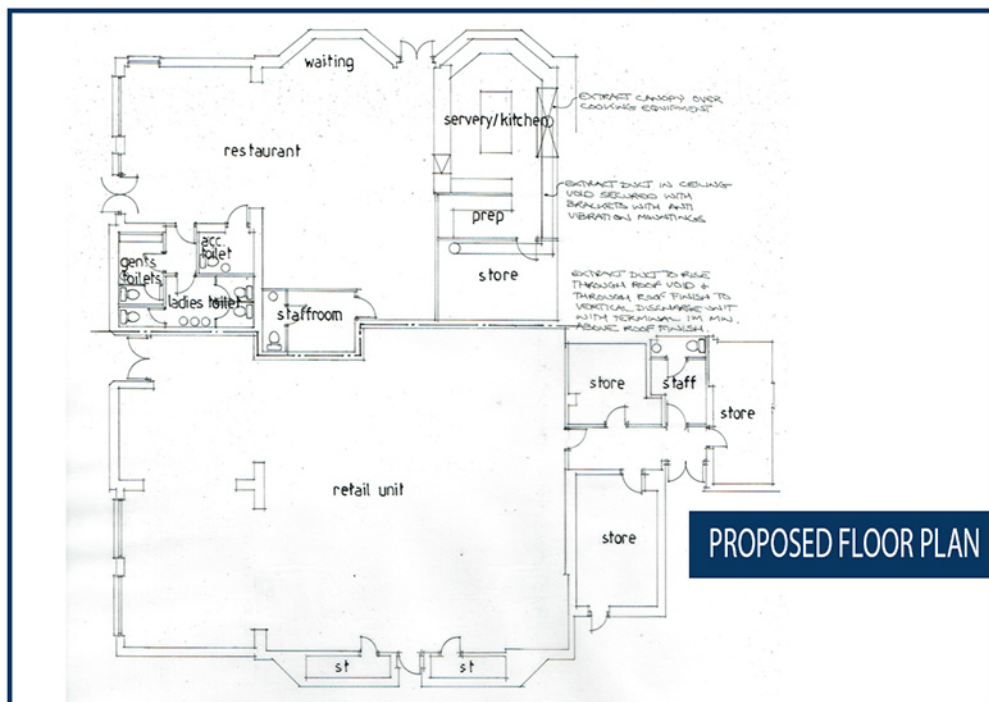 waiting
EXTRACT CANOPY OVER
COOKING EQUIPMENT
servery/kitchen
restaurant
EXTRACT DUCT IN CEILING
VOID SECURED WITH
BRACKETS WITH ANTI
VIBRATION MOUNTINGS
prep
acc.
toilet
gents
toilets
store
EXTRACT DUCT TO RISE
THROUGH ROOF VOID &
THROUGH ROOF FINISH TO
VERTICAL DISCHARGE UNIT
WITH TERMINAL 1M MIN.
ABOVE ROOF FINISH.
ladies toilet
staffroom
store
staff
store
retail unit
store
PROPOSED FLOOR PLAN
st
st